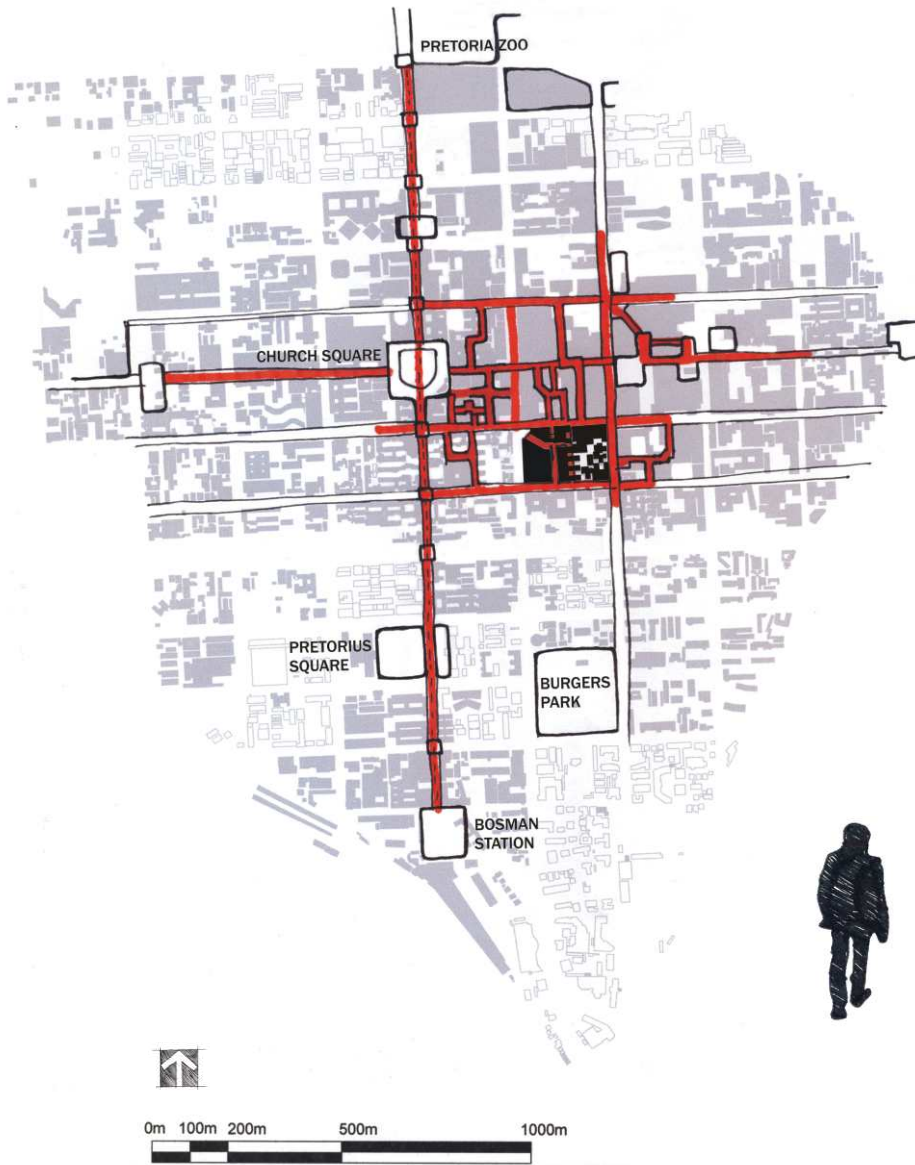 PRETORIA ZOO
CHURCH SQUARE
PRETORIUS
SQUARE
BURGERS
PARK
BOSMAN
STATION
0m 100m 200m 500m 1000m